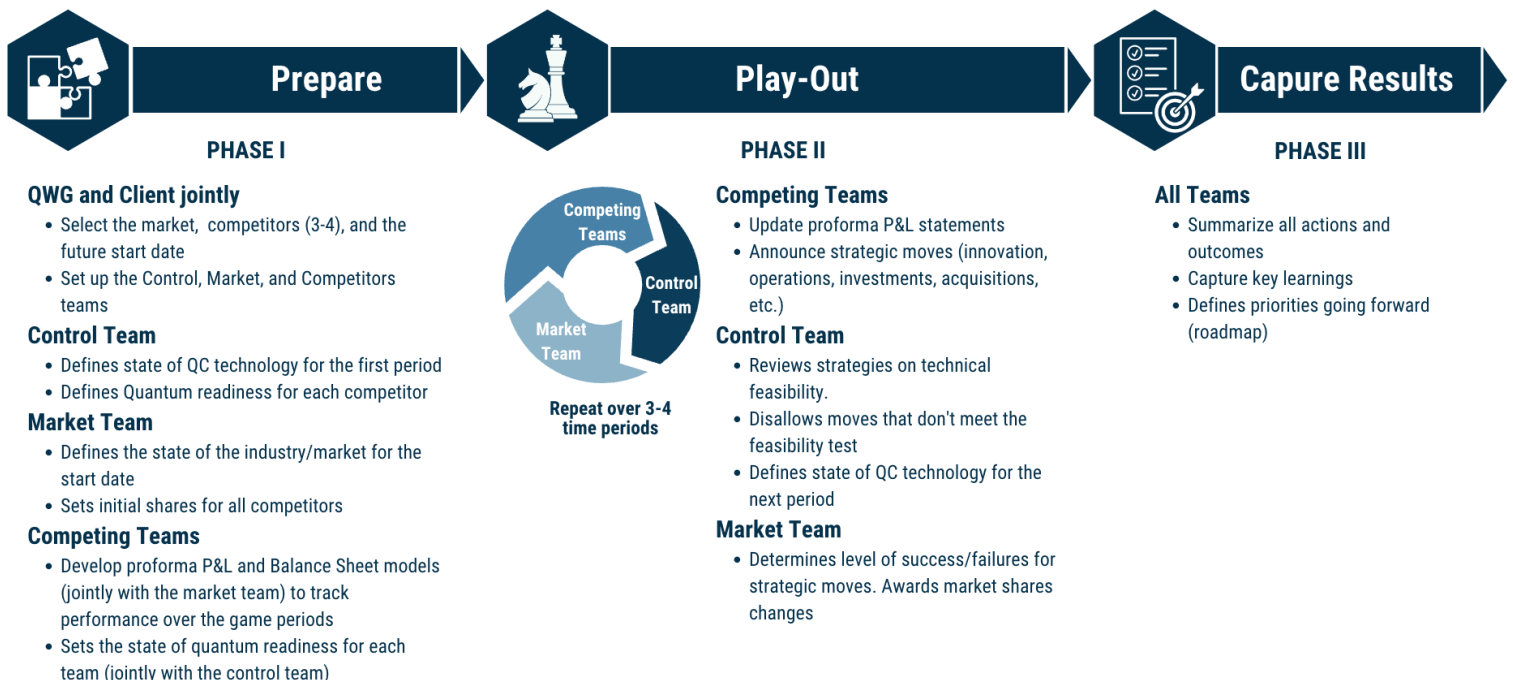 Prepare
Play-Out
Capure Results
PHASE I
PHASE II
PHASE III
QWG and Client jointly
• Select the market,  competitors (3-4), and the
future start date
• Set up the Control, Market, and Competitors
teams
Control Team
• Defines state of QC technology for the first period
• Defines Quantum readiness for each competitor
Market Team
• Defines the state of the industry/market for the
start date
• Sets initial shares for all competitors
Competing Teams
• Develop proforma P&L and Balance Sheet models
(jointly with the market team) to track
performance over the game periods
• Sets the state of quantum readiness for each
team (jointly with the control team)
Competing
Teams
Control
Team
Market
Team
Repeat over 3-4
time periods
Competing Teams
• Update proforma P&L statements
• Announce strategic moves (innovation,
operations, investments, acquisitions,
etc.)
Control Team
• Reviews strategies on technical
feasibility.
• Disallows moves that don't meet the
feasibility test
• Defines state of QC technology for the
next period
Market Team
• Determines level of success/failures for
strategic moves. Awards market shares
changes
All Teams
• Summarize all actions and
outcomes
• Capture key learnings
• Defines priorities going forward
(roadmap)